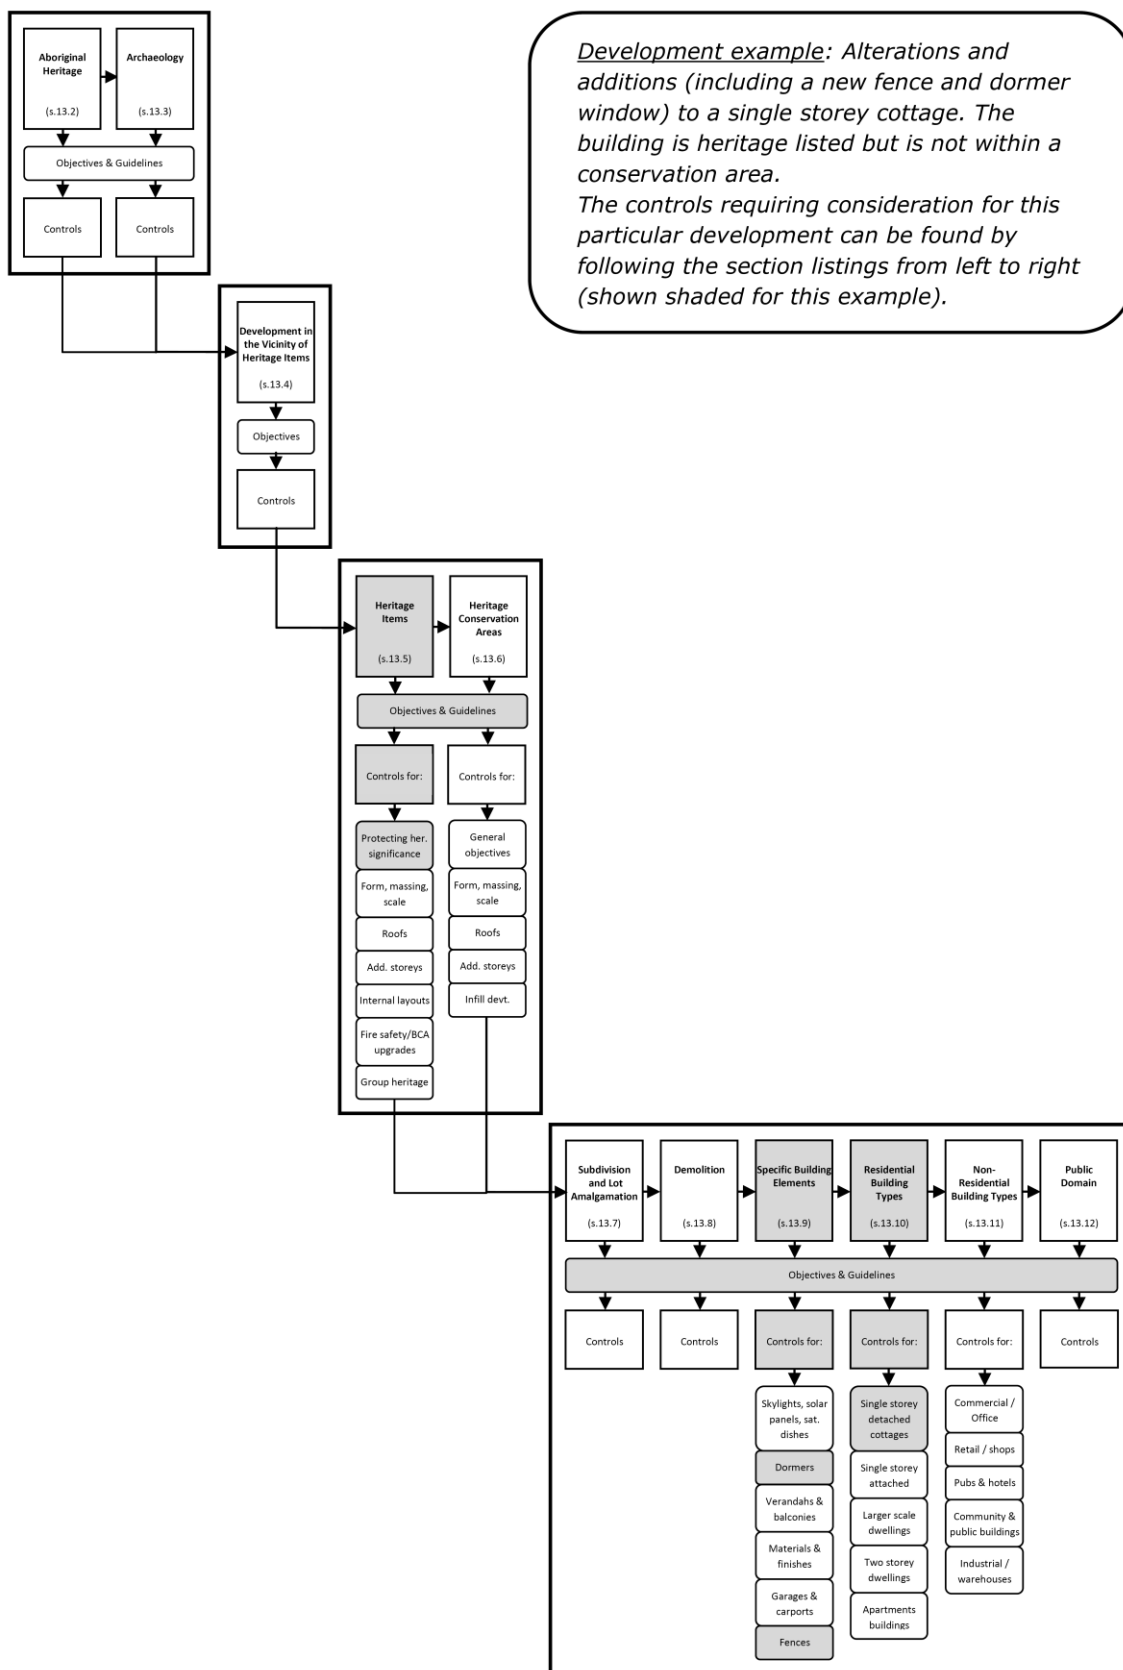 Development example: Alterations and
additions (including a new fence and dormer
window) to a single storey cottage. The
building is heritage listed but is not within a
conservation area.
The controls requiring consideration for this
particular development can be found by
following the section listings from left to right
(shown shaded for this example).
Aboriginal
Heritage
(s.13.2)
Archaeology
(s.13.3)
Objectives & Guidelines
Controls
Controls
Development in
the Vicinity of
Heritage Items
(s.13.4)
Objectives
Controls
Heritage
Items
(s.13.5)
Heritage
Conservation
Areas
(s.13.6)
Objectives & Guidelines
Controls for:
Protecting her.
significance
Form, massing,
scale
Roofs
Add. storeys
Internal layouts
Fire safety/BCA
upgrades
Group heritage
Controls for:
General
objectives
Form, massing,
scale
Roofs
Add. storeys
Infill devt.
Subdivision
and Lot
Amalgamation
(s.13.7)
Demolition
(s.13.8)
Specific Building
Elements
(s.13.9)
Residential
Building
Types
(s.13.10)
Non-
Residential
Building Types
(s.13.11)
Public
Domain
(s.13.12)
Objectives & Guidelines
Controls
Controls
Controls for:
Skylights, solar
panels, sat.
dishes
Dormers
Verandahs &
balconies
Materials &
finishes
Garages &
carports
Fences
Controls for:
Single storey
detached
cottages
Single storey
attached
Larger scale
dwellings
Two storey
dwellings
Apartments
buildings
Controls for:
Commercial /
Office
Retail / shops
Pubs & hotels
Community &
public buildings
Industrial /
warehouses
Controls